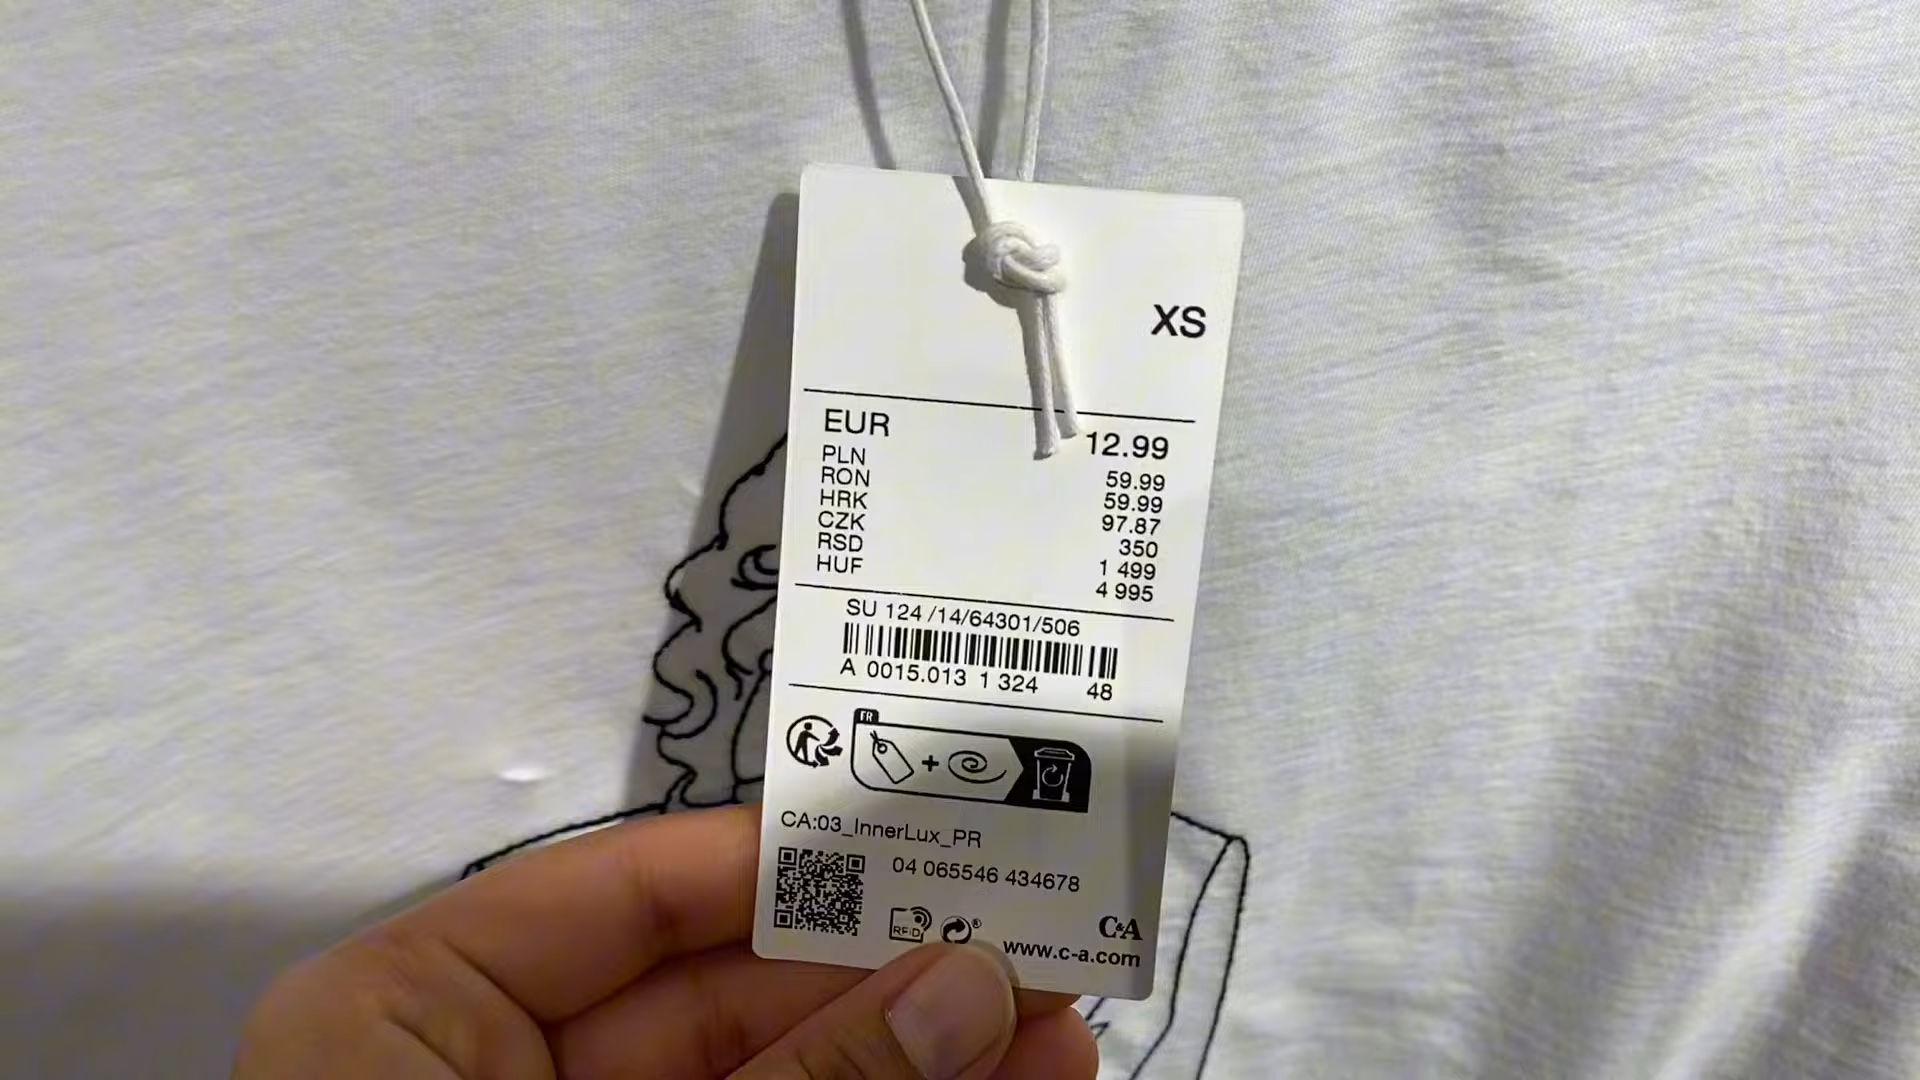 XS
EUR 12.99
PLN 59.99
RON 59.99
HRK 97.87
CZK 350
RSD 1 499
HUF 4 995
SU 124 /14/64301/506
A 0015.013 1 324 48
FR
+
CA:03_InnerLux_PR
04 065546 434678
RFID
®
C&A
www.c-a.com